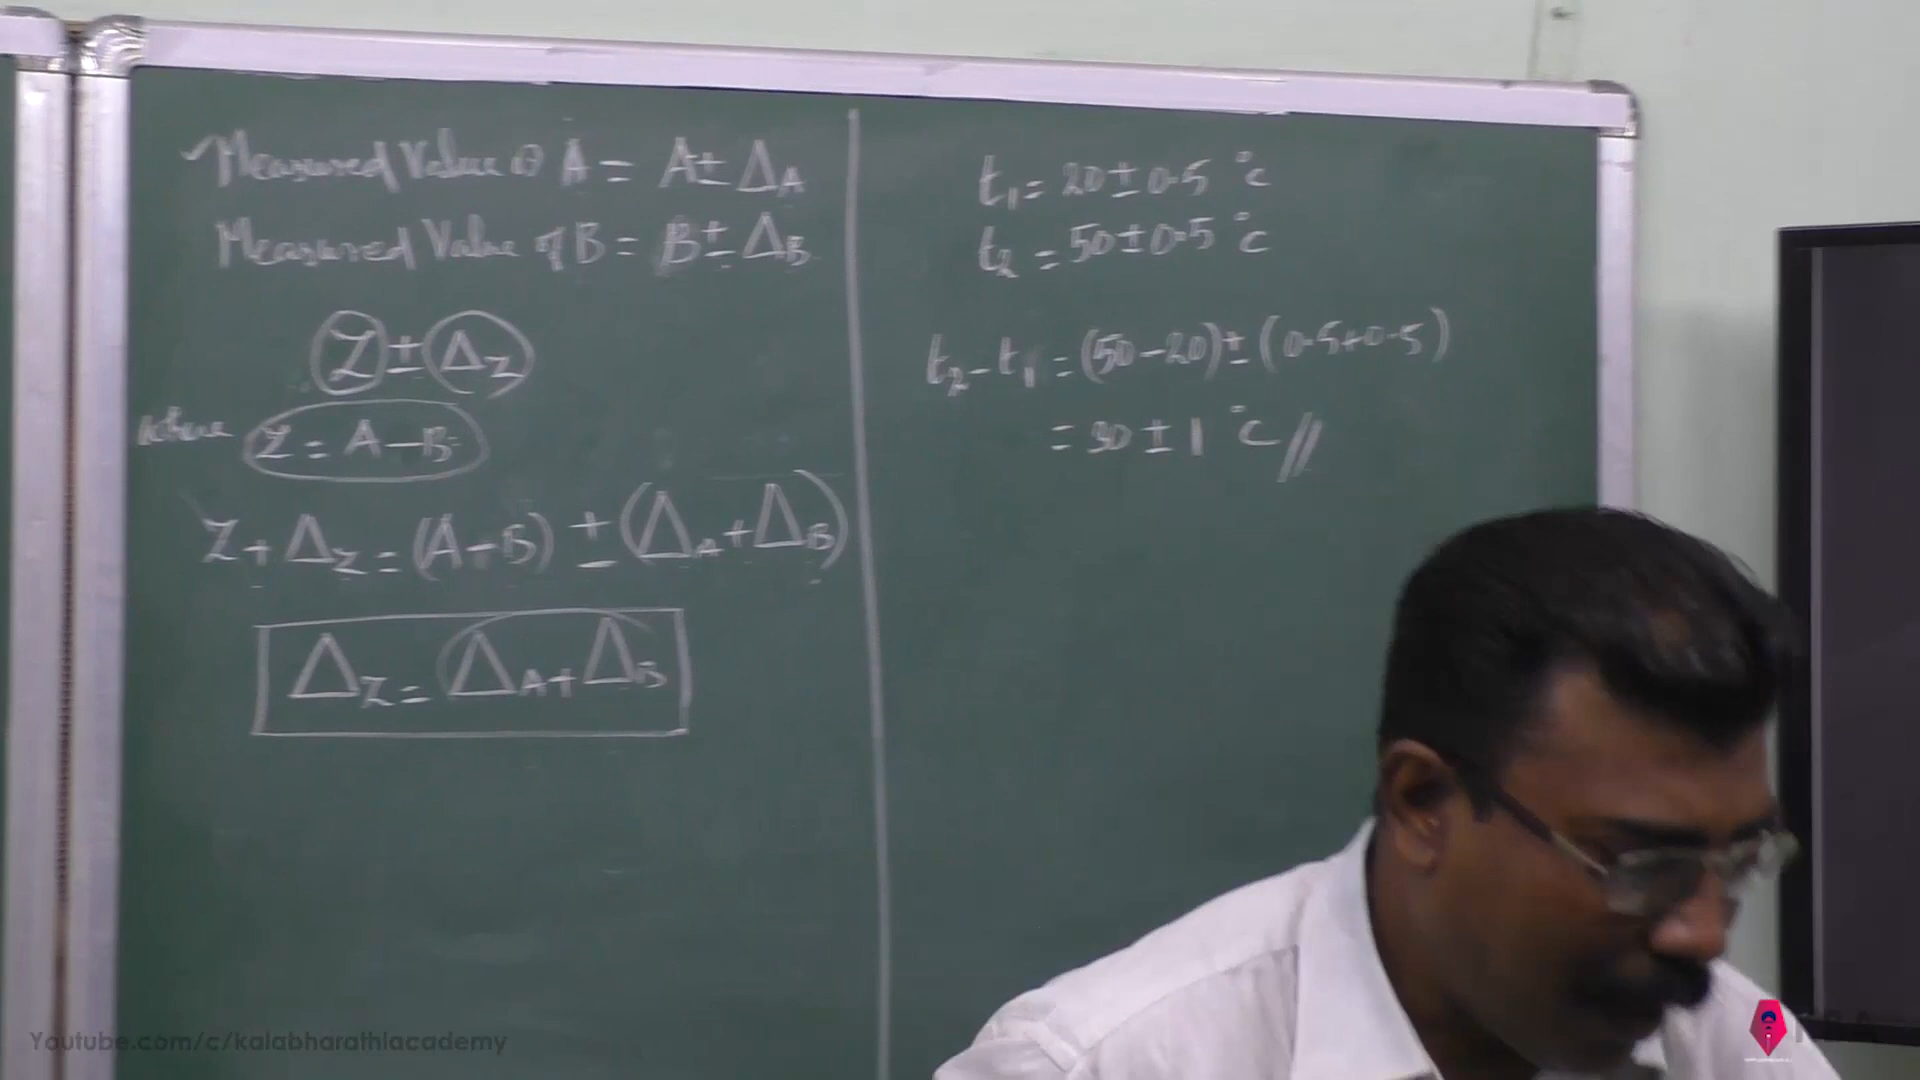 Measured Value of A = A ± ΔA
Measured Value of B = B ± ΔB
Z ± ΔZ
where Z = A – B
Z ± ΔZ = (A – B) ± (ΔA + ΔB)
ΔZ = ΔA + ΔB
t1 = 20 ± 0.5 °c
t2 = 50 ± 0.5 °c
t2 – t1 = (50 – 20) ± (0.5 + 0.5)
= 30 ± 1 °c //
Youtube.com/c/kalabharathiacademy